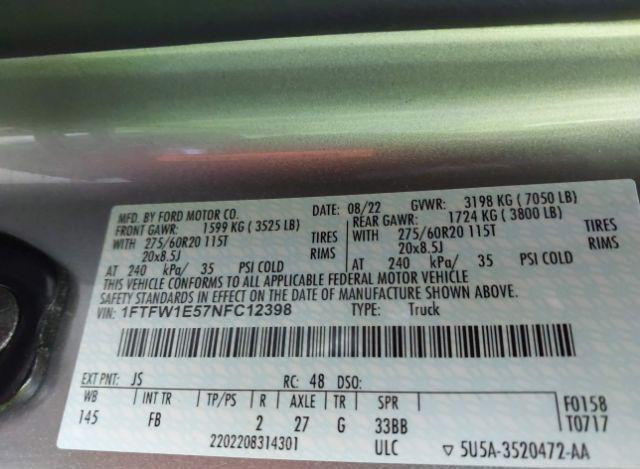 MFD. BY FORD MOTOR CO. DATE: 08/22 GVWR: 3198 KG ( 7050 LB)
FRONT GAWR: 1599 KG ( 3525 LB) REAR GAWR: 1724 KG ( 3800 LB)
WITH 275/60R20 115T TIRES WITH 275/60R20 115T TIRES
20x8.5J RIMS 20x8.5J RIMS
AT 240 kPa/ 35 PSI COLD AT 240 kPa/ 35 PSI COLD
THIS VEHICLE CONFORMS TO ALL APPLICABLE FEDERAL MOTOR VEHICLE
SAFETY STANDARDS IN EFFECT ON THE DATE OF MANUFACTURE SHOWN ABOVE.
VIN: 1FTFW1E57NFC12398 TYPE: Truck
EXT PNT: JS RC: 48 DSO:
WB INT TR TP/PS R AXLE TR SPR F0158
145 FB 2 27 G 33BB T0717
2202208314301 ULC ▽ 5U5A-3520472-AA